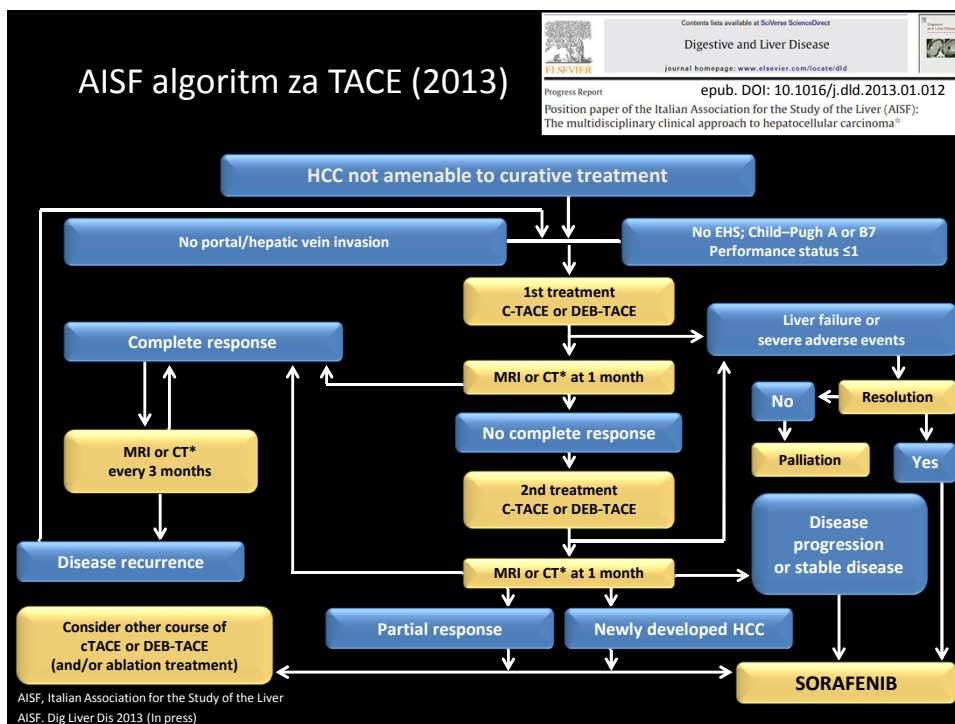 AISF algoritm za TACE (2013)
ELSEVIER
Contents lists available at SciVerse ScienceDirect
Digestive and Liver Disease
journal homepage: www.elsevier.com/locate/dld
Progress Report
epub. DOI: 10.1016/j.dld.2013.01.012
Position paper of the Italian Association for the Study of the Liver (AISF):
The multidisciplinary clinical approach to hepatocellular carcinoma☆
HCC not amenable to curative treatment
No portal/hepatic vein invasion
No EHS; Child–Pugh A or B7
Performance status ≤1
1st treatment
C-TACE or DEB-TACE
Liver failure or
severe adverse events
Complete response
MRI or CT* at 1 month
No
Resolution
No complete response
MRI or CT*
every 3 months
Palliation
Yes
2nd treatment
C-TACE or DEB-TACE
Disease
progression
or stable disease
Disease recurrence
MRI or CT* at 1 month
Consider other course of
cTACE or DEB-TACE
(and/or ablation treatment)
Partial response
Newly developed HCC
SORAFENIB
AISF, Italian Association for the Study of the Liver
AISF. Dig Liver Dis 2013 (In press)